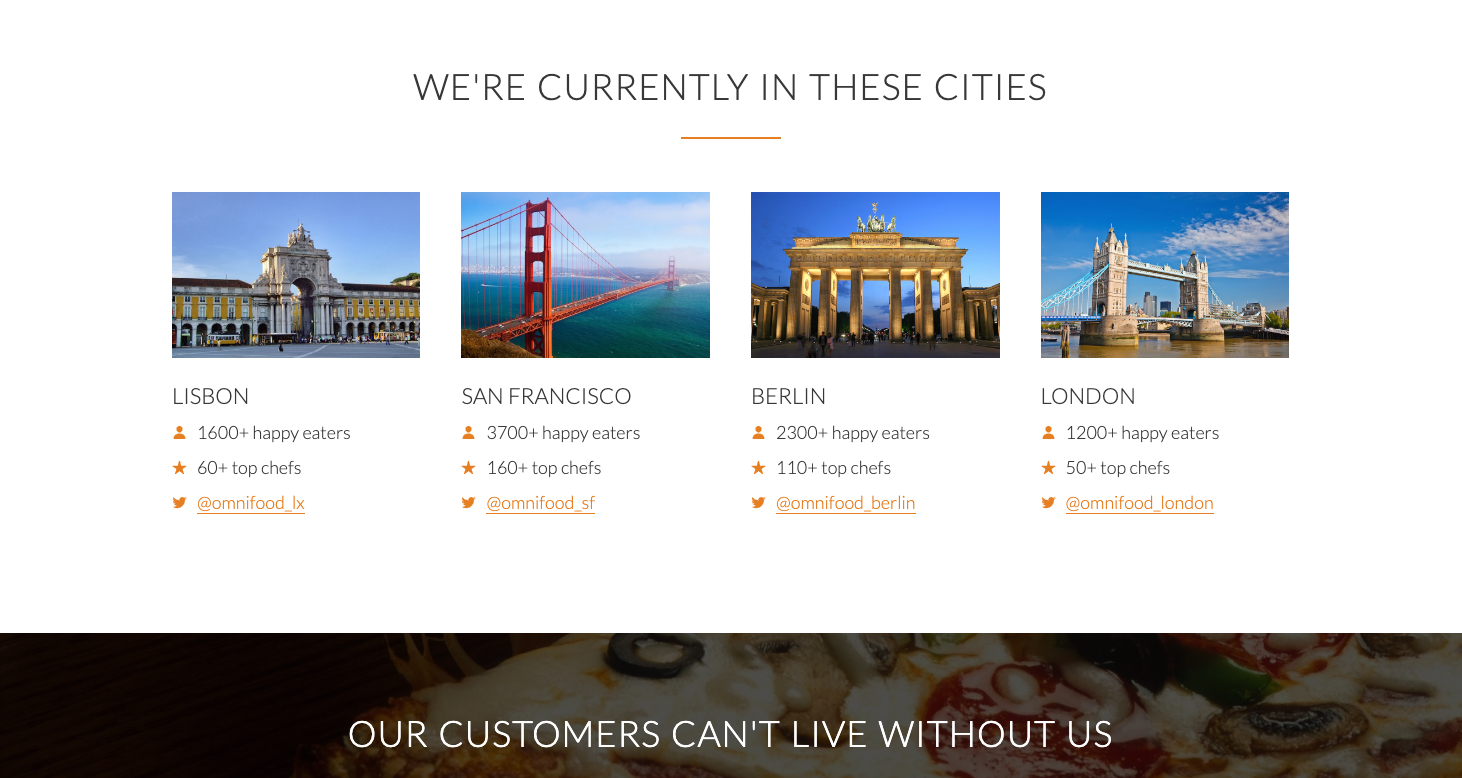 WE'RE CURRENTLY IN THESE CITIES
LISBON
1600+ happy eaters
60+ top chefs
@omnifood_lx
SAN FRANCISCO
3700+ happy eaters
160+ top chefs
@omnifood_sf
BERLIN
2300+ happy eaters
110+ top chefs
@omnifood_berlin
LONDON
1200+ happy eaters
50+ top chefs
@omnifood_london
OUR CUSTOMERS CAN'T LIVE WITHOUT US